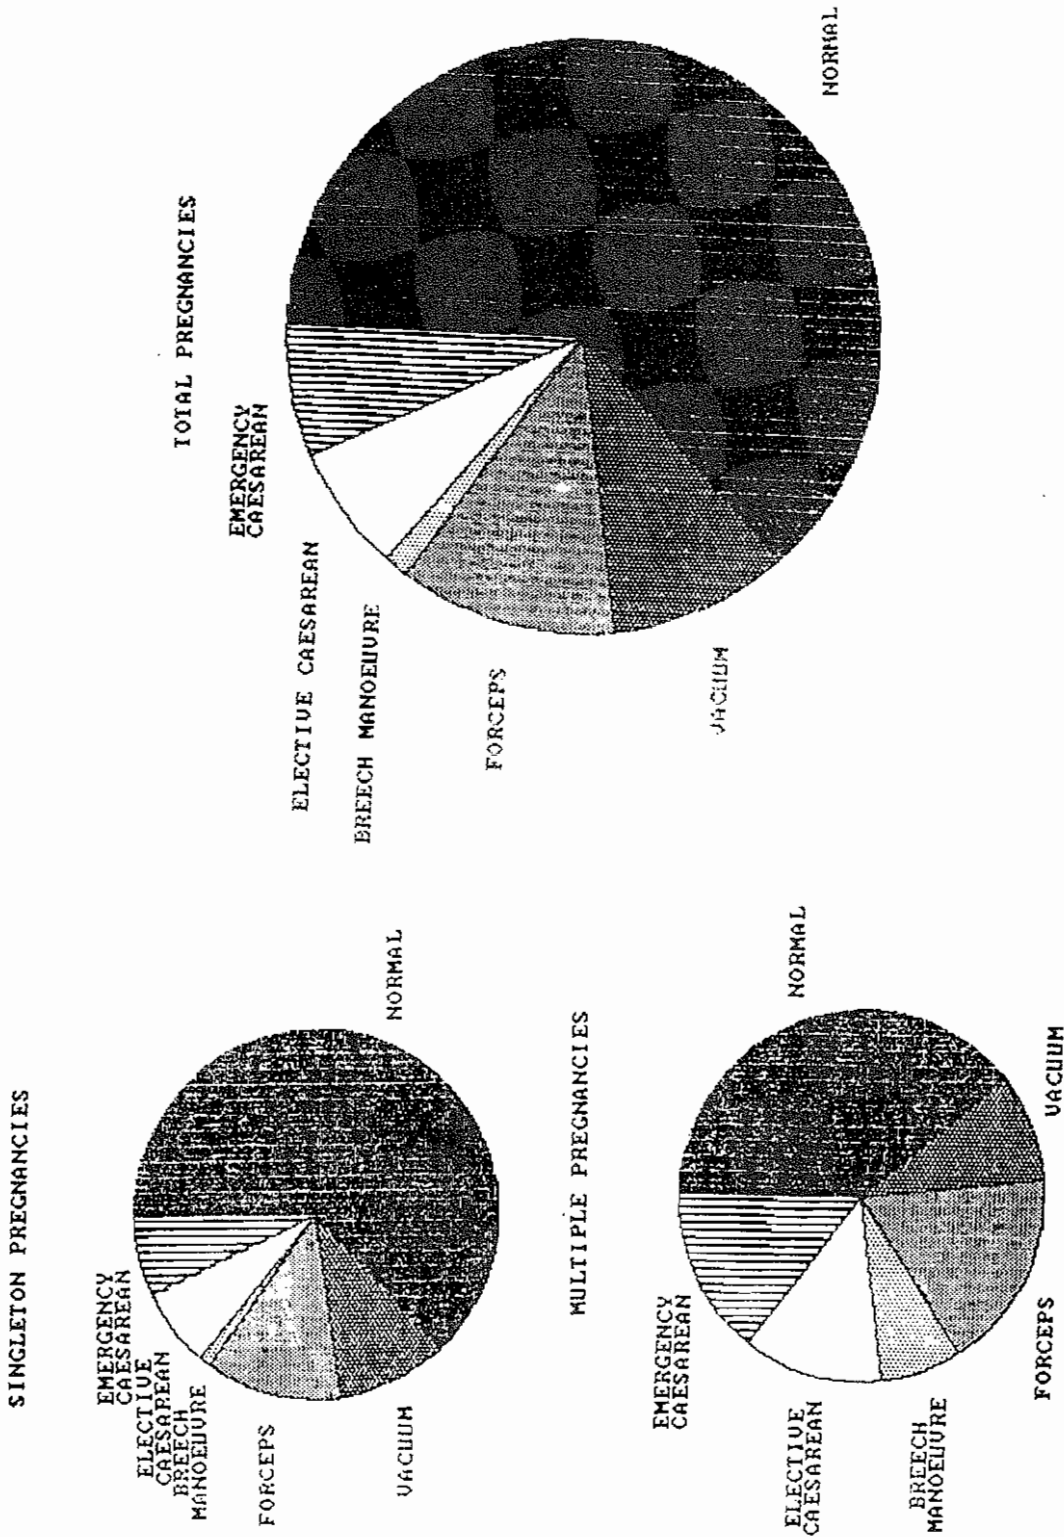 SINGLETON PREGNANCIES
EMERGENCY
CAESAREAN
ELECTIVE
CAESAREAN
BREECH
MANOEUVRE
FORCEPS
VACUUM
NORMAL
MULTIPLE PREGNANCIES
EMERGENCY
CAESAREAN
ELECTIVE
CAESAREAN
BREECH
MANOEUVRE
FORCEPS
VACUUM
NORMAL
TOTAL PREGNANCIES
EMERGENCY
CAESAREAN
ELECTIVE CAESAREAN
BREECH MANOEUVRE
FORCEPS
VACUUM
NORMAL